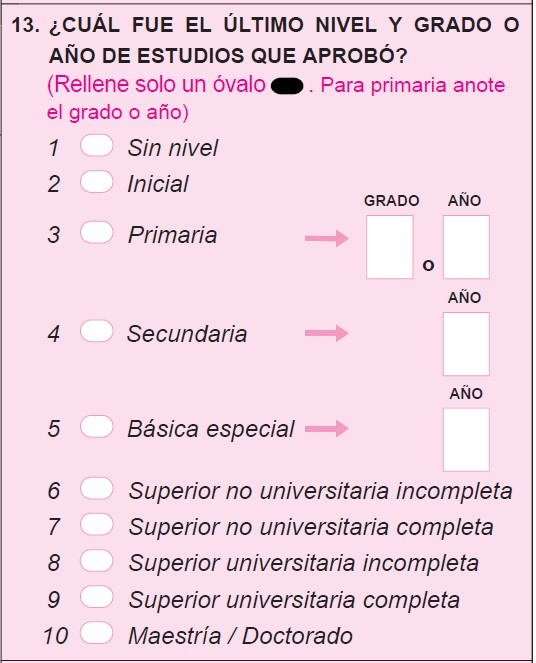 13. ¿CUÁL FUE EL ÚLTIMO NIVEL Y GRADO O
AÑO DE ESTUDIOS QUE APROBÓ?
(Rellene solo un óvalo . Para primaria anote
el grado o año)
1 Sin nivel
2 Inicial
GRADO AÑO
3 Primaria
o
AÑO
4 Secundaria
AÑO
5 Básica especial
6 Superior no universitaria incompleta
7 Superior no universitaria completa
8 Superior universitaria incompleta
9 Superior universitaria completa
10 Maestría / Doctorado